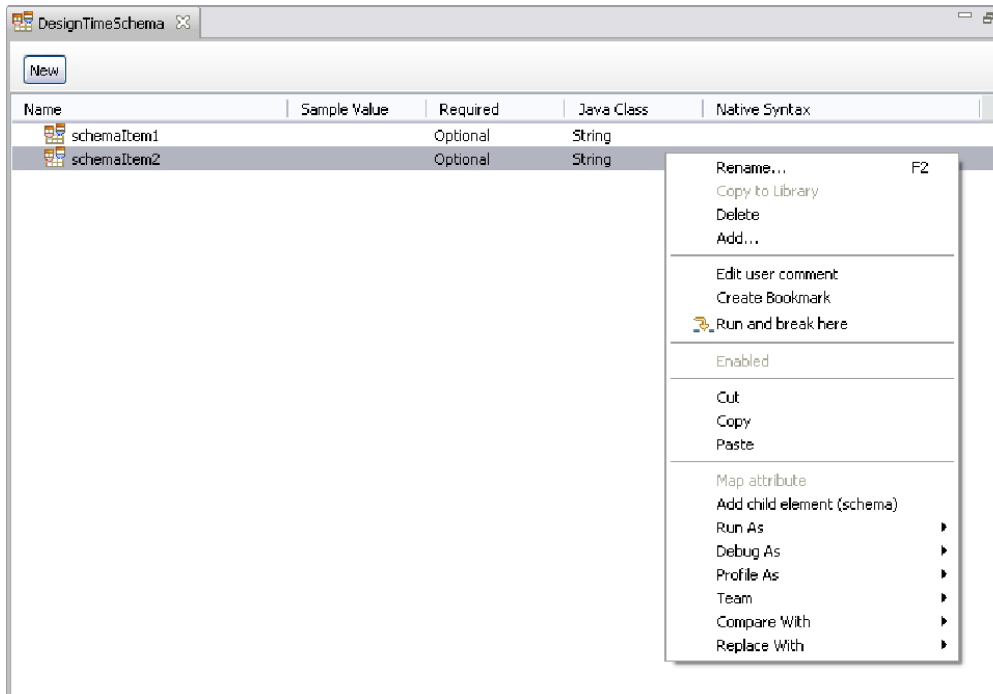 DesignTimeSchema
New
Name Sample Value Required Java Class Native Syntax
schemaItem1 Optional String
schemaItem2 Optional String
Rename... F2
Copy to Library
Delete
Add...
Edit user comment
Create Bookmark
Run and break here
Enabled
Cut
Copy
Paste
Map attribute
Add child element (schema)
Run As
Debug As
Profile As
Team
Compare With
Replace With